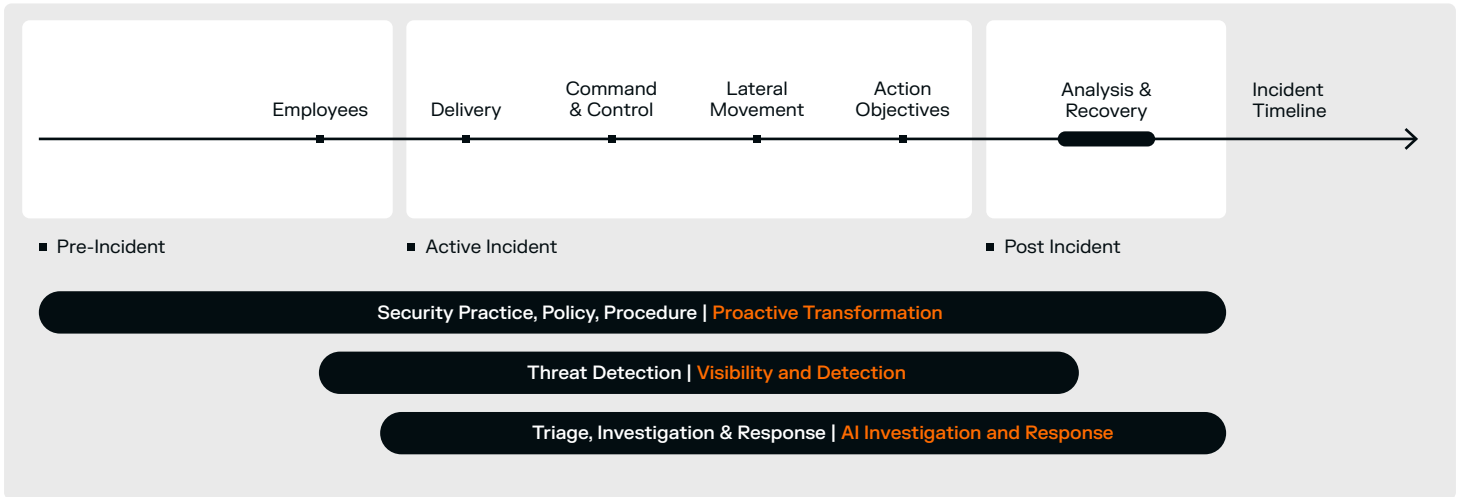 Employees
Delivery
Command
& Control
Lateral
Movement
Action
Objectives
Analysis &
Recovery
Incident
Timeline
Pre-Incident
Active Incident
Post Incident
Security Practice, Policy, Procedure | Proactive Transformation
Threat Detection | Visibility and Detection
Triage, Investigation & Response | AI Investigation and Response